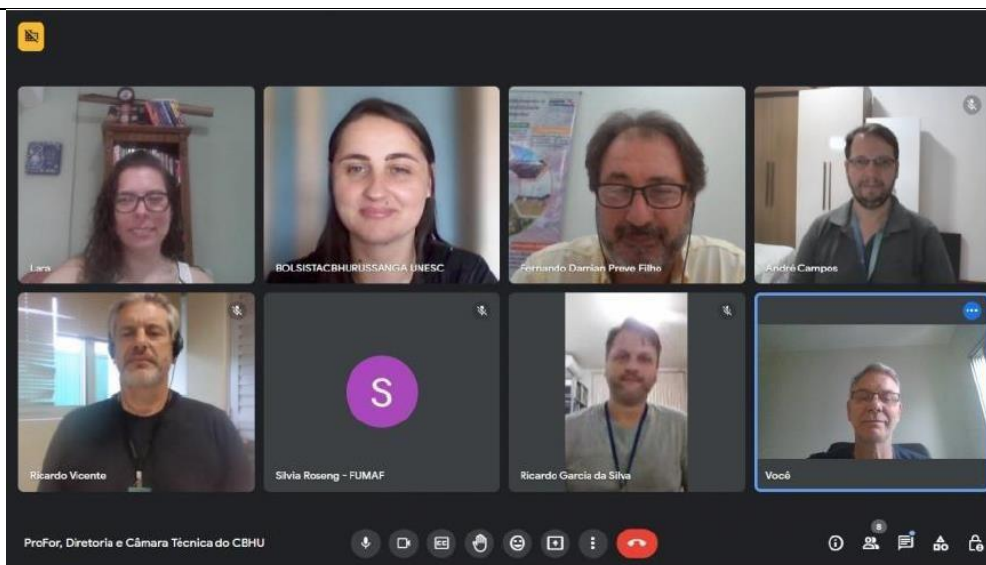 Lara
BOLSISTACBHURUSSANGA UNESC
Fernando Damian Preve Filho
André Campos
Ricardo Vicente
S
Silvia Roseng - FUMAF
Ricardo Garcia da Silva
Você
ProFor, Diretoria e Câmara Técnica do CBHU
CC
8